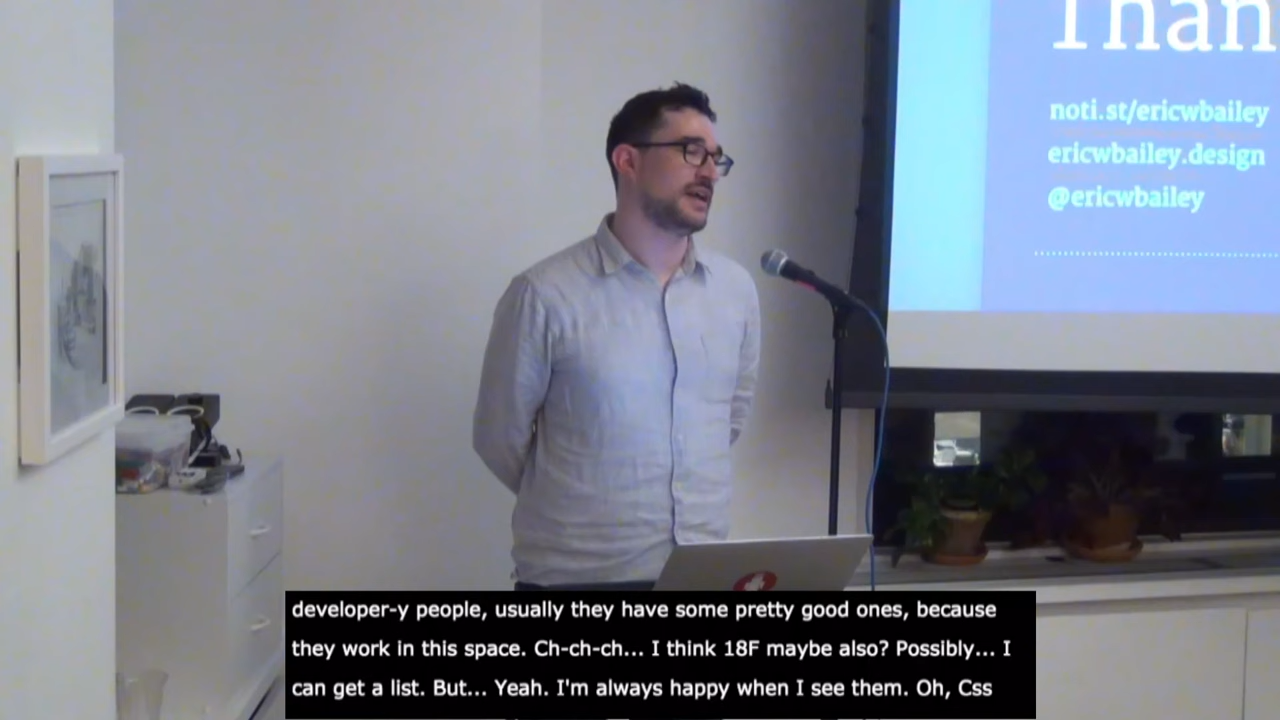 Than
noti.st/ericwbailey
ericwbailey.design
@ericwbailey
developer-y people, usually they have some pretty good ones, because
they work in this space. Ch-ch-ch... I think 18F maybe also? Possibly... I
can get a list. But... Yeah. I'm always happy when I see them. Oh, Css